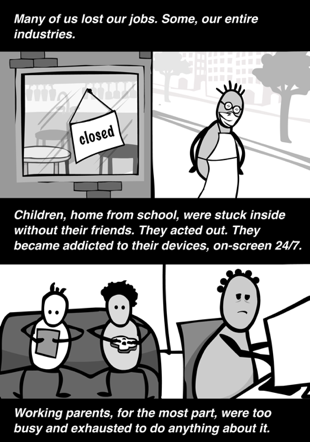 Many of us lost our jobs. Some, our entire
industries.
closed
Children, home from school, were stuck inside
without their friends. They acted out. They
became addicted to their devices, on-screen 24/7.
Working parents, for the most part, were too
busy and exhausted to do anything about it.